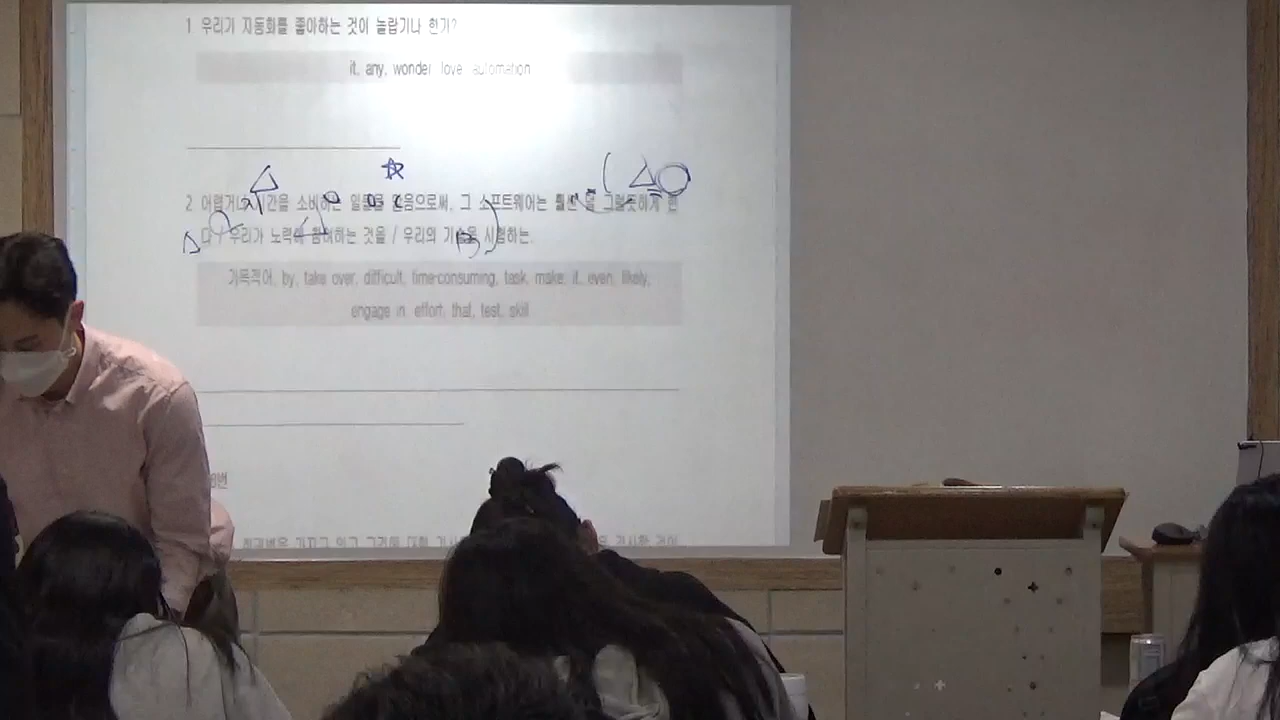 1 우리가 자동화를 좋아하는 것이 놀랍기나 한가?
it, any, wonder love automation
2 어렵거나 시간을 소비하는 일들을 맡음으로써, 그 소프트웨어는 훨씬 덜 그럴듯하게 만
다 / 우리가 노력에 참여하는 것을 / 우리의 기술을 시험하는.
가목적어, by, take over, difficult, time-consuming, task, make, it, even, likely,
engage in, effort, that, test, skill